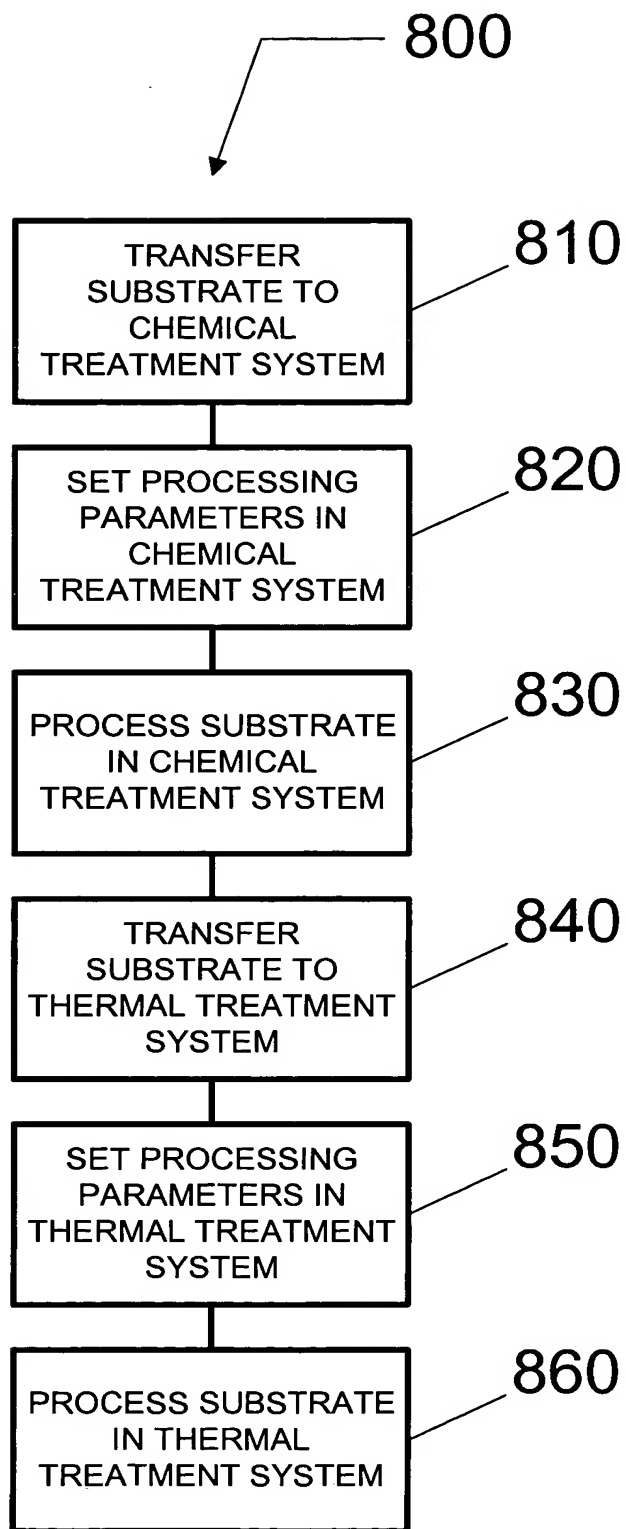 800
810
TRANSFER
SUBSTRATE TO
CHEMICAL
TREATMENT SYSTEM
820
SET PROCESSING
PARAMETERS IN
CHEMICAL
TREATMENT SYSTEM
830
PROCESS SUBSTRATE
IN CHEMICAL
TREATMENT SYSTEM
840
TRANSFER
SUBSTRATE TO
THERMAL TREATMENT
SYSTEM
850
SET PROCESSING
PARAMETERS IN
THERMAL TREATMENT
SYSTEM
860
PROCESS SUBSTRATE
IN THERMAL
TREATMENT SYSTEM